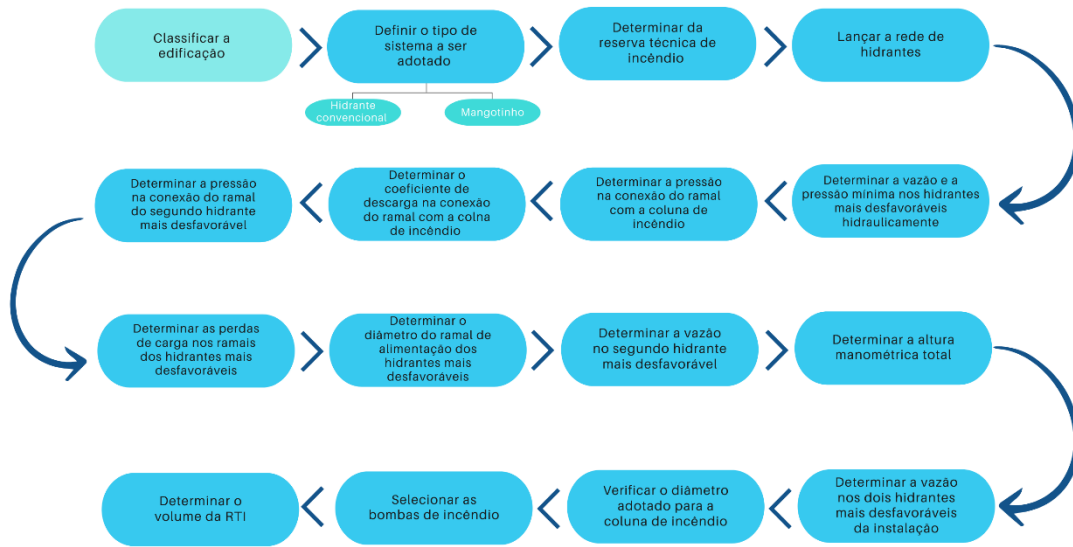 Classificar a
edificação
Definir o tipo de
sistema a ser
adotado
Hidrante
convencional
Mangotinho
Determinar da
reserva técnica de
incêndio
Lançar a rede de
hidrantes
Determinar a vazão e a
pressão mínima nos hidrantes
mais desfavoráveis
hidraulicamente
Determinar a pressão
na conexão do ramal
com a coluna de
incêndio
Determinar o
coeficiente de
descarga na conexão
do ramal com a colna
de incêndio
Determinar a pressão
na conexão do ramal
do segundo hidrante
mais desfavorável
Determinar as perdas
de carga nos ramais
dos hidrantes mais
desfavoráveis
Determinar o
diâmetro do ramal de
alimentação dos
hidrantes mais
desfavoráveis
Determinar a vazão
no segundo hidrante
mais desfavorável
Determinar a altura
manométrica total
Determinar a vazão
nos dois hidrantes
mais desfavoráveis
da instalação
Verificar o diâmetro
adotado para a
coluna de incêndio
Selecionar as
bombas de incêndio
Determinar o
volume da RTI